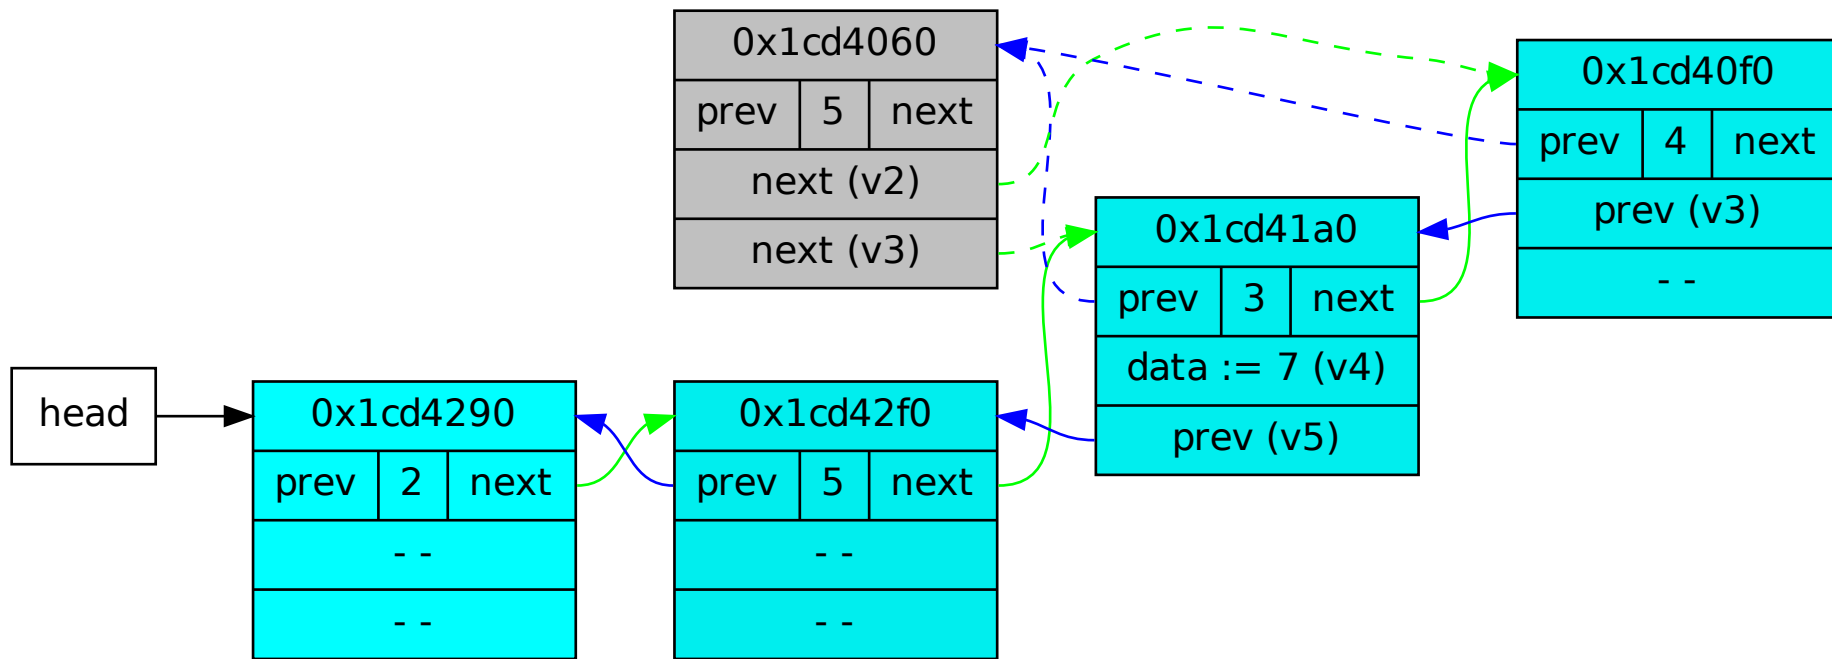 0x1cd4060
prev 5 next
next (v2)
next (v3)
0x1cd40f0
prev 4 next
prev (v3)
- -
0x1cd41a0
prev 3 next
data := 7 (v4)
prev (v5)
head
0x1cd4290
prev 2 next
- -
- -
0x1cd42f0
prev 5 next
- -
- -